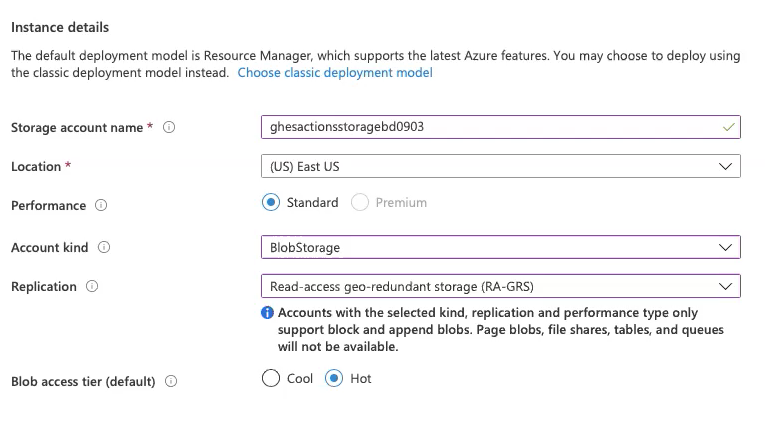 Instance details
The default deployment model is Resource Manager, which supports the latest Azure features. You may choose to deploy using
the classic deployment model instead. Choose classic deployment model
Storage account name * ghesactionsstoragebd0903
Location * (US) East US
Performance Standard Premium
Account kind BlobStorage
Replication Read-access geo-redundant storage (RA-GRS)
Accounts with the selected kind, replication and performance type only
support block and append blobs. Page blobs, file shares, tables, and queues
will not be available.
Blob access tier (default) Cool Hot